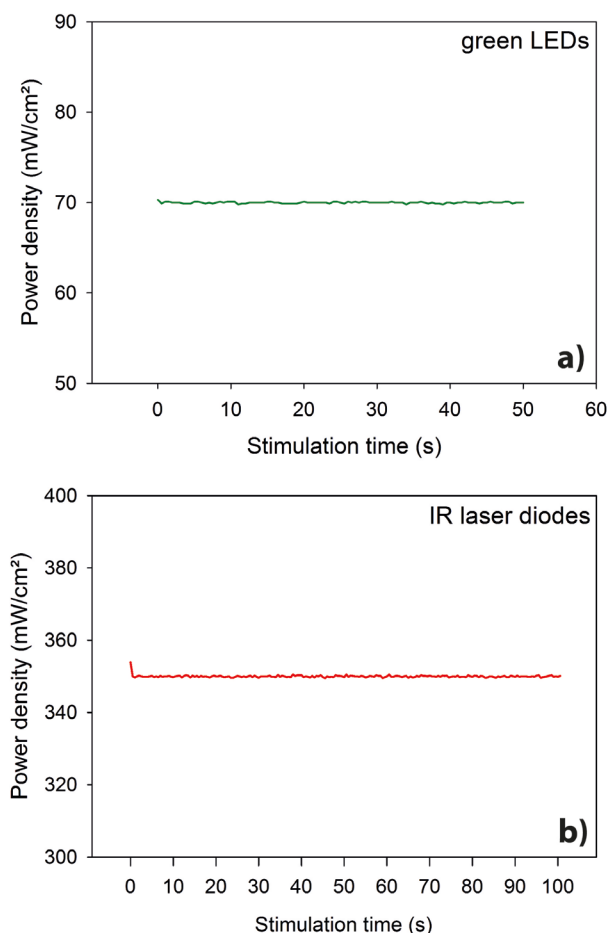 green LEDs
90
80
70
60
50
Power density (mW/cm²)
a)
0 10 20 30 40 50 60
Stimulation time (s)
IR laser diodes
400
380
360
340
320
300
Power density (mW/cm²)
b)
0 10 20 30 40 50 60 70 80 90 100
Stimulation time (s)